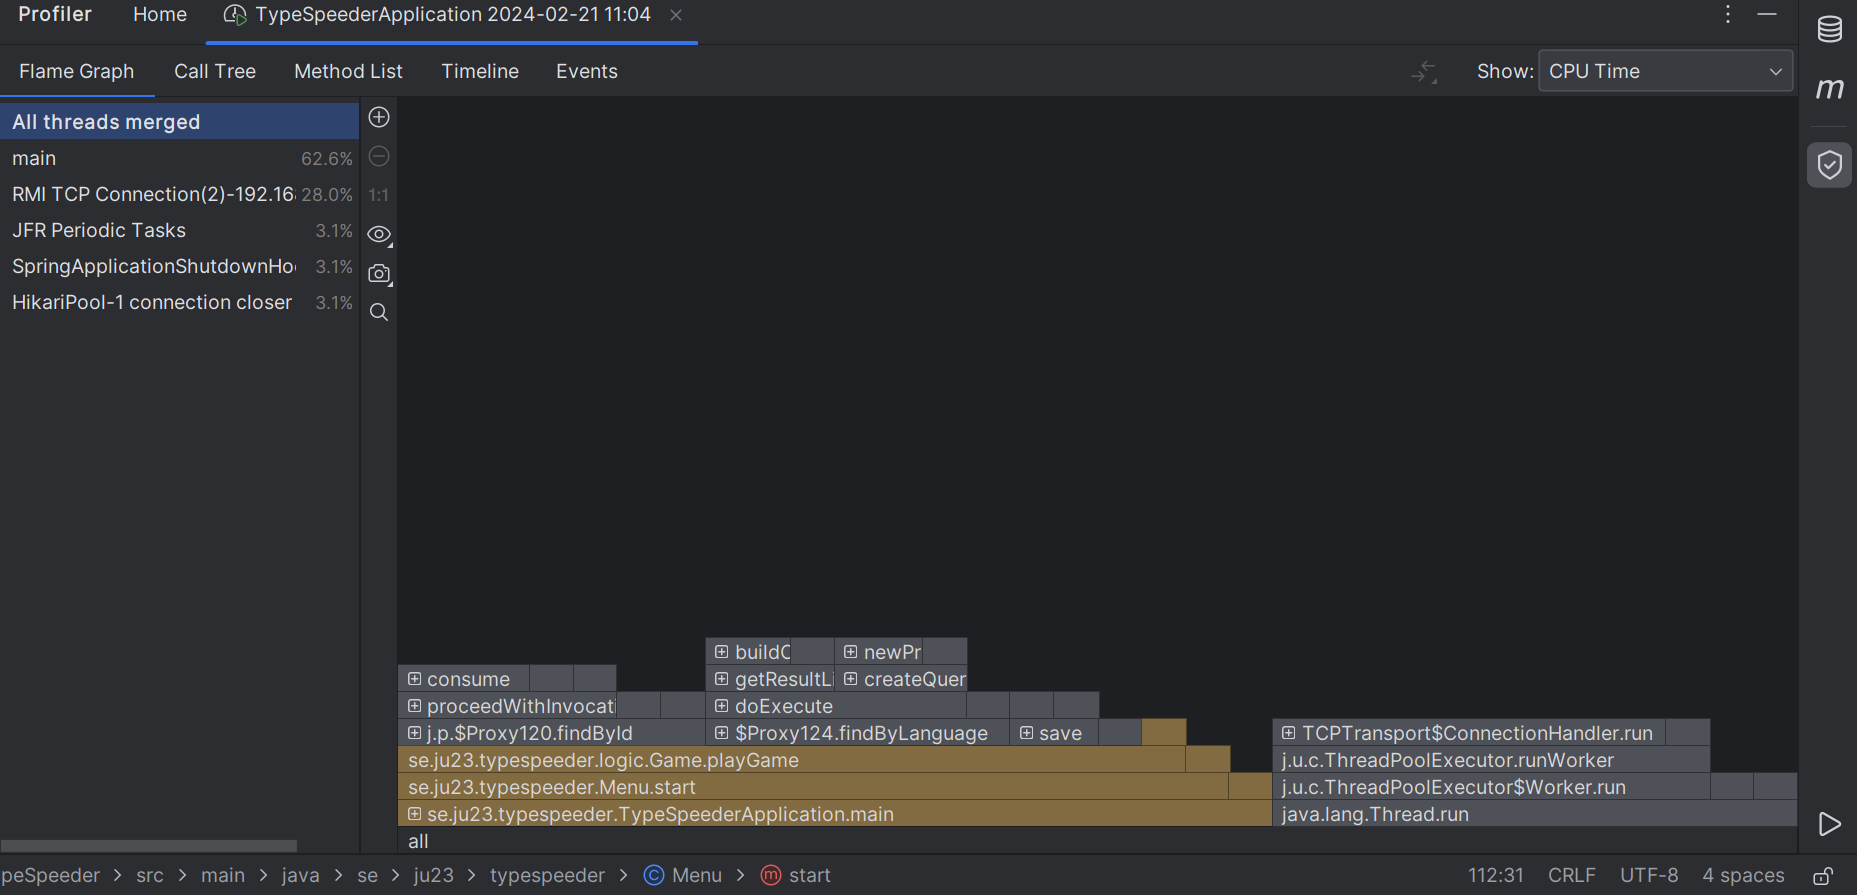 Profiler Home TypeSpeederApplication 2024-02-21 11:04
Flame Graph Call Tree Method List Timeline Events Show: CPU Time
All threads merged
main 62.6%
RMI TCP Connection(2)-192.16 28.0%
JFR Periodic Tasks 3.1%
SpringApplicationShutdownHo 3.1%
HikariPool-1 connection closer 3.1%
1:1
buildC newPr
consume getResultLi createQuer
proceedWithInvocati doExecute
j.p.$Proxy120.findById $Proxy124.findByLanguage save TCPTransport$ConnectionHandler.run
se.ju23.typespeeder.logic.Game.playGame j.u.c.ThreadPoolExecutor.runWorker
se.ju23.typespeeder.Menu.start j.u.c.ThreadPoolExecutor$Worker.run
se.ju23.typespeeder.TypeSpeederApplication.main java.lang.Thread.run
all
m
peSpeeder > src > main > java > se > ju23 > typespeeder > C Menu > m start 112:31 CRLF UTF-8 4 spaces